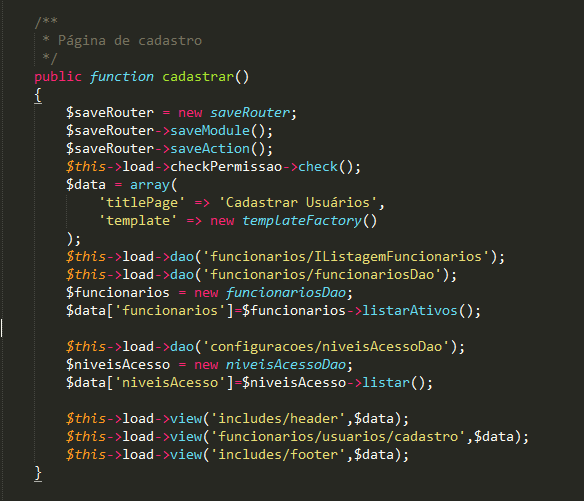 /**
 * Página de cadastro
 */
public function cadastrar()
{
    $saveRouter = new saveRouter;
    $saveRouter->saveModule();
    $saveRouter->saveAction();
    $this->load->checkPermissao->check();
    $data = array(
        'titlePage' => 'Cadastrar Usuários',
        'template' => new templateFactory()
    );
    $this->load->dao('funcionarios/IListagemFuncionarios');
    $this->load->dao('funcionarios/funcionariosDao');
    $funcionarios = new funcionariosDao;
    $data['funcionarios']=$funcionarios->listarAtivos();

    $this->load->dao('configuracoes/niveisAcessoDao');
    $niveisAcesso = new niveisAcessoDao;
    $data['niveisAcesso']=$niveisAcesso->listar();

    $this->load->view('includes/header',$data);
    $this->load->view('funcionarios/usuarios/cadastro',$data);
    $this->load->view('includes/footer',$data);
}